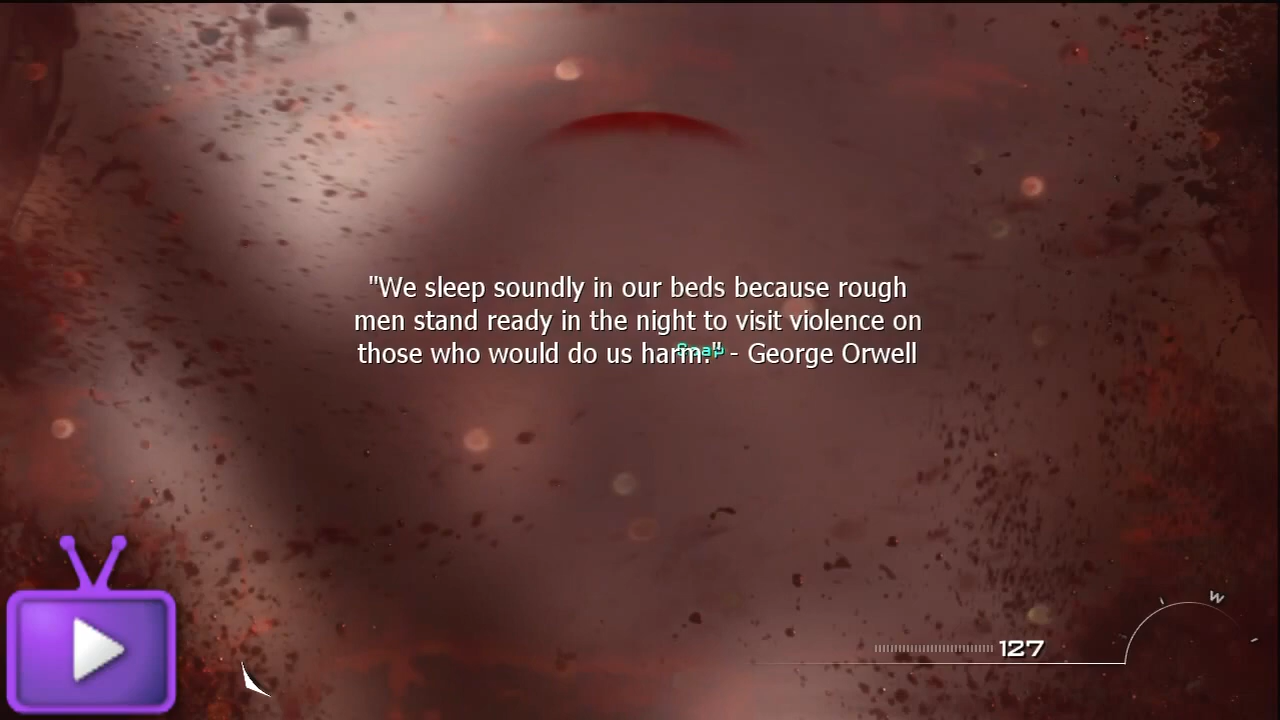 "We sleep soundly in our beds because rough
men stand ready in the night to visit violence on
those who would do us harm." - George Orwell
Soap
127
W